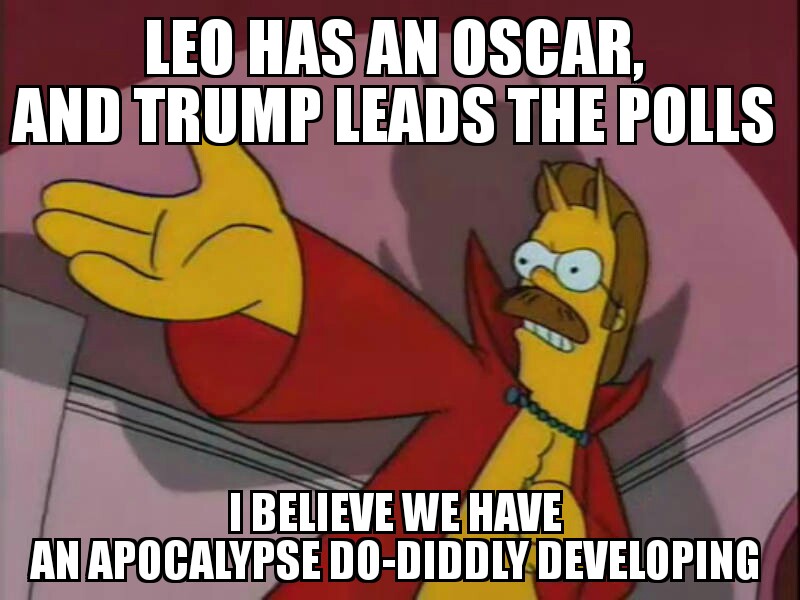 LEO HAS AN OSCAR,
AND TRUMP LEADS THE POLLS
I BELIEVE WE HAVE
AN APOCALYPSE DO-DIDDLY DEVELOPING